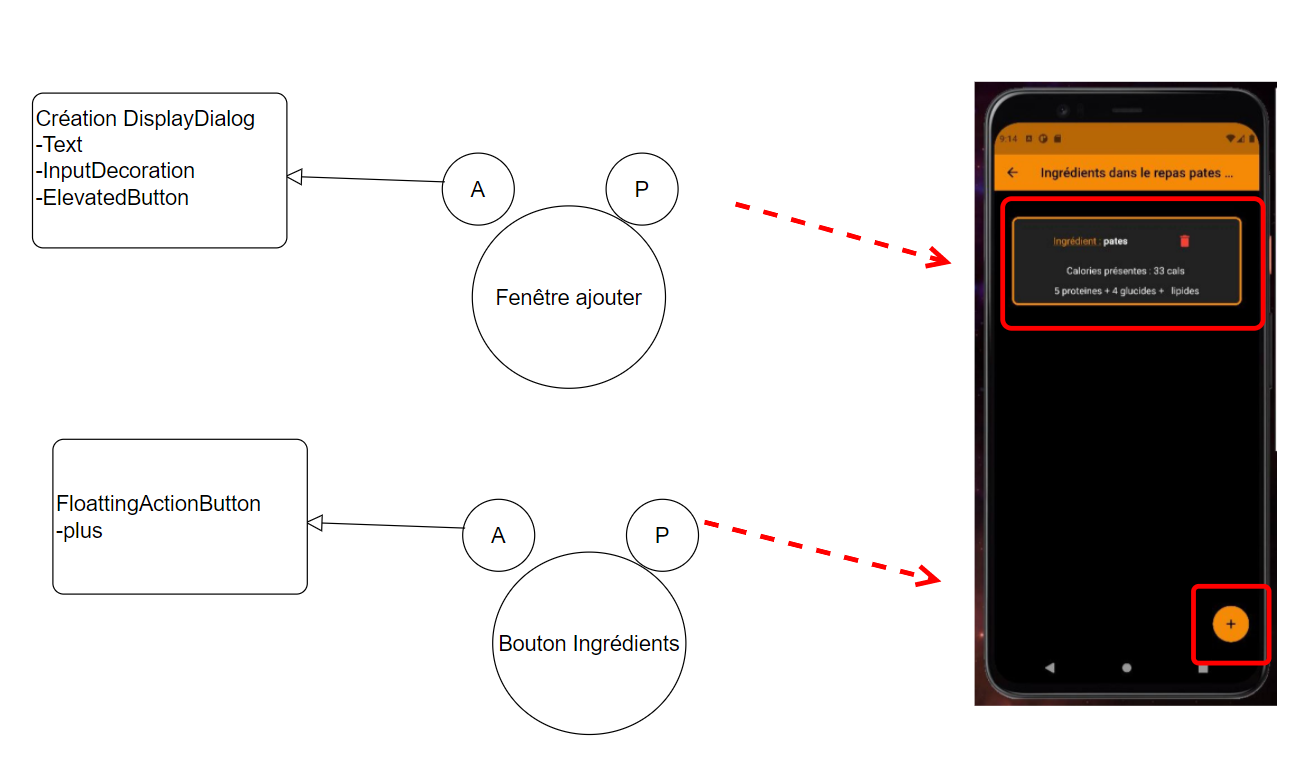 Création DisplayDialog
-Text
-InputDecoration
-ElevatedButton
A
P
Fenêtre ajouter
FloattingActionButton
-plus
A
P
Bouton Ingrédients
9:14
Ingrédients dans le repas pates ...
Ingrédient : pates
Calories présentes : 33 cals
5 proteines + 4 glucides + lipides
+